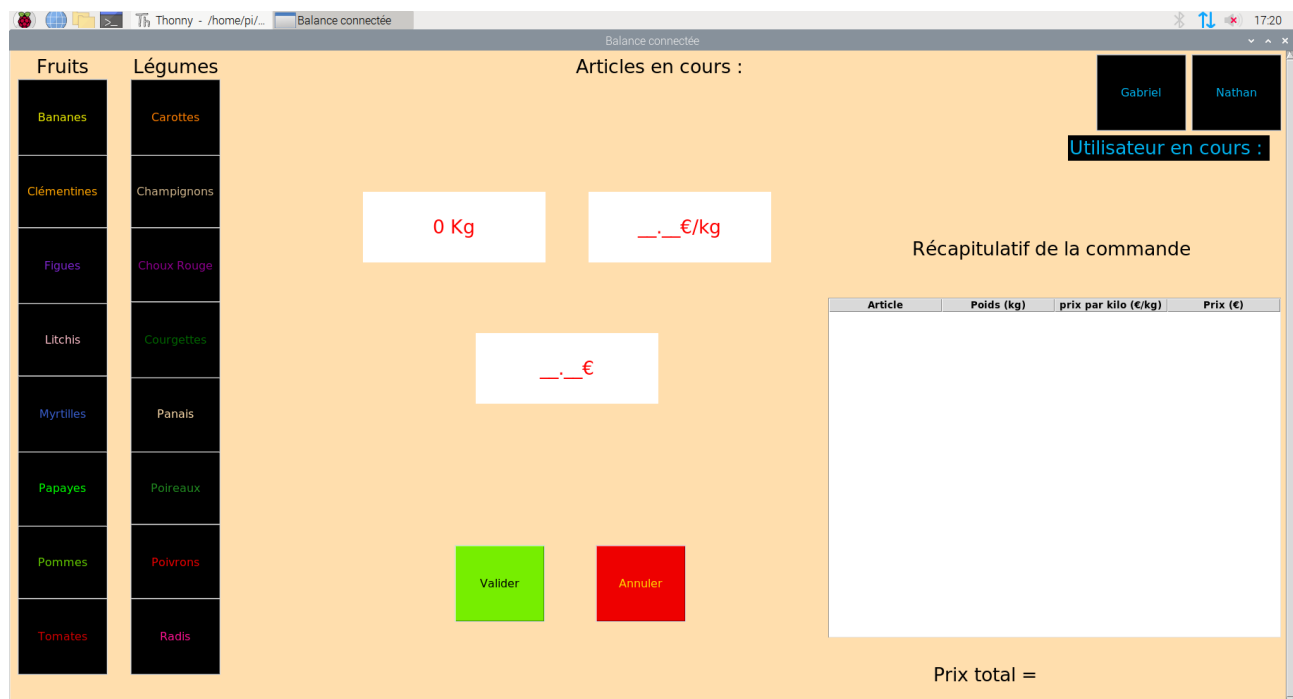 Thonny - /home/pi/...
Balance connectée
17:20
Balance connectée
Fruits
Légumes
Articles en cours :
Gabriel
Nathan
Utilisateur en cours :
Bananes
Carottes
Clémentines
Champignons
Figues
Choux Rouge
Litchis
Courgettes
Myrtilles
Panais
Papayes
Poireaux
Pommes
Poivrons
Tomates
Radis
0 Kg
__.__€/kg
__.__€
Valider
Annuler
Récapitulatif de la commande
Article Poids (kg) prix par kilo (€/kg) Prix (€)
Prix total =